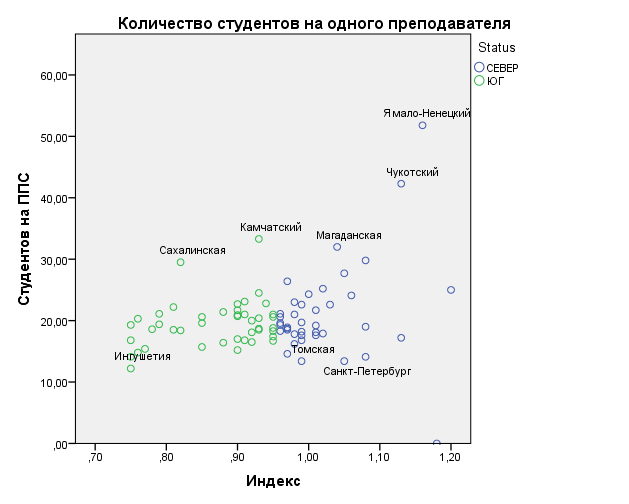 Количество студентов на одного преподавателя
Status
СЕВЕР
ЮГ
Студентов на ППС
60,00
50,00
40,00
30,00
20,00
10,00
,00
Ямало-Ненецкий
Чукотский
Камчатский
Магаданская
Сахалинская
Томская
Ингушетия
Санкт-Петербург
,70
,80
,90
1,00
1,10
1,20
Индекс